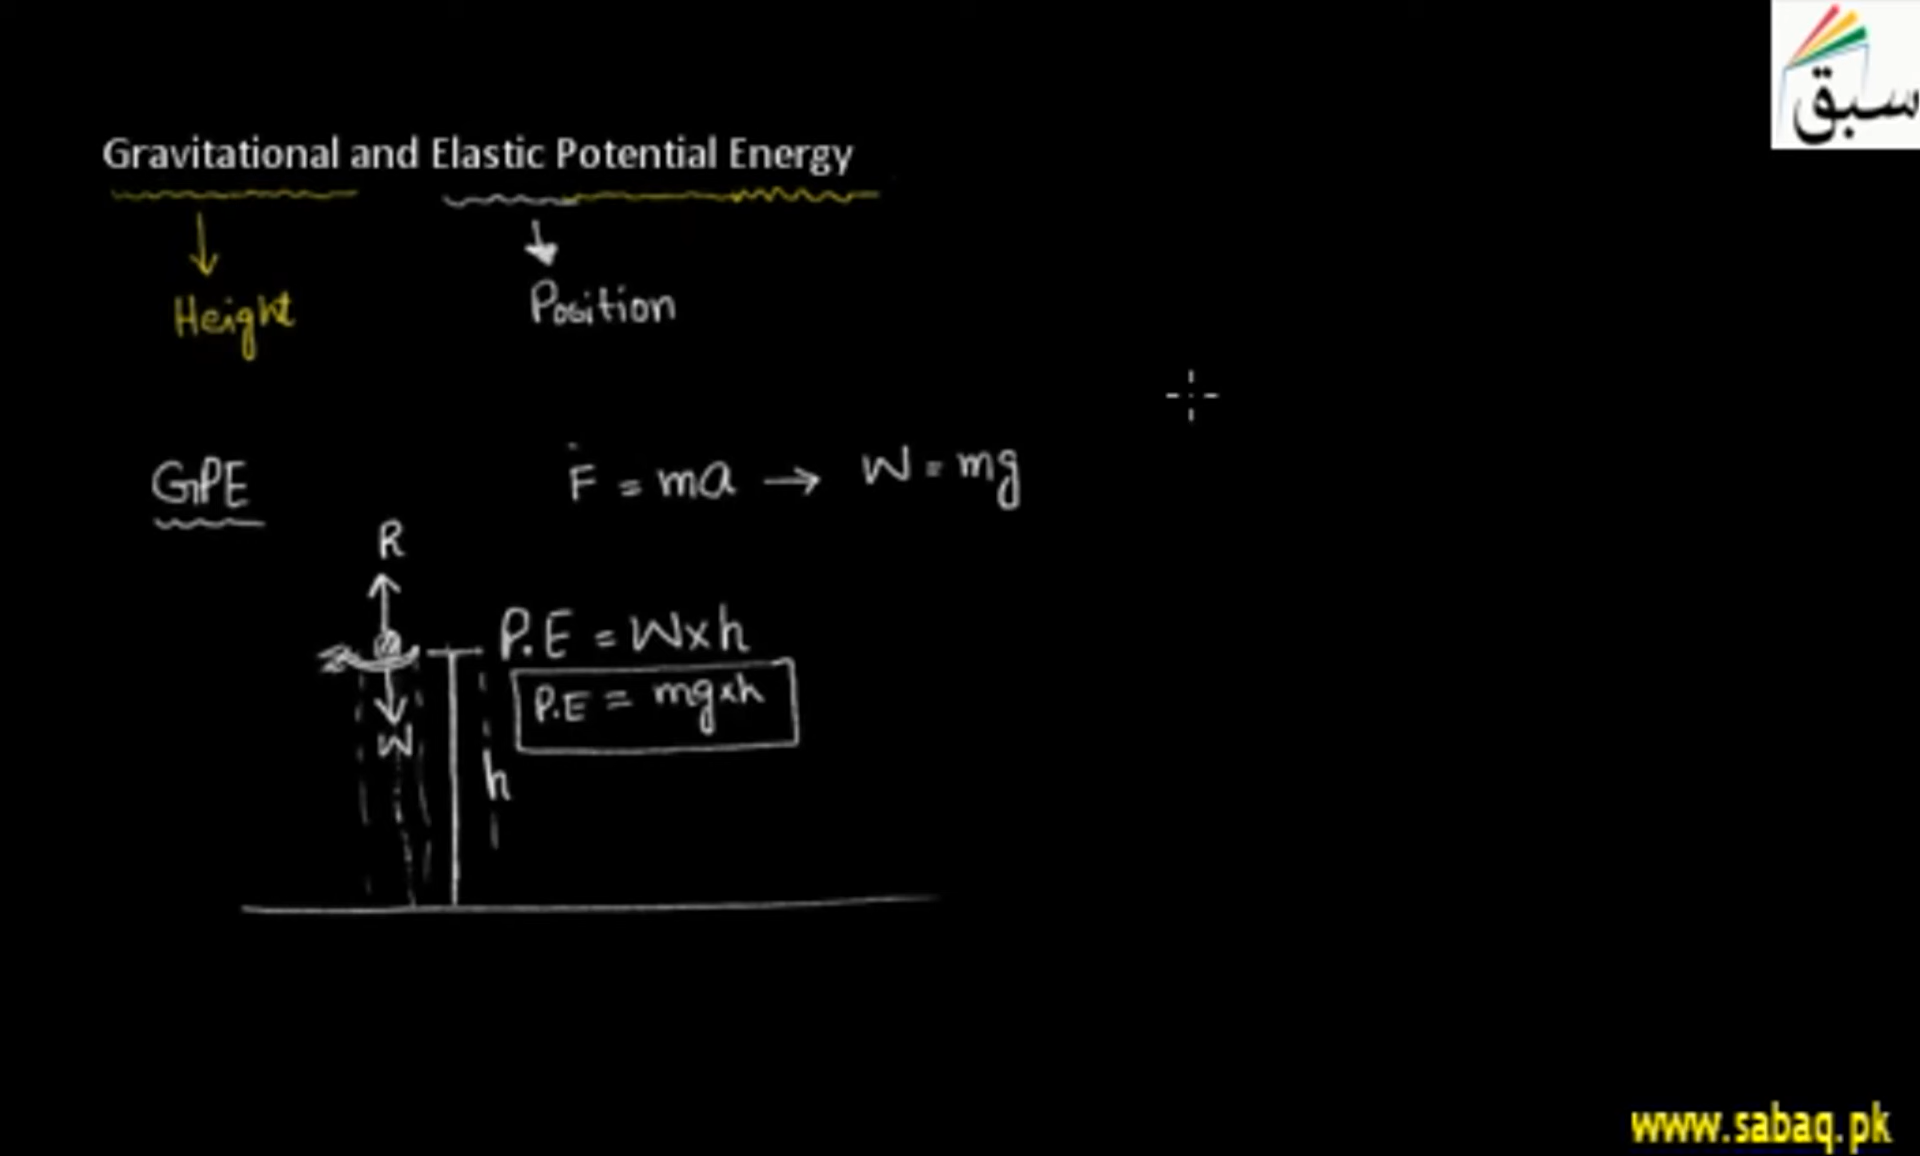 سبق
Gravitational and Elastic Potential Energy
Height
Position
GPE
F = ma → W = mg
R
P.E = W×h
P.E = mg×h
W
h
www.sabaq.pk